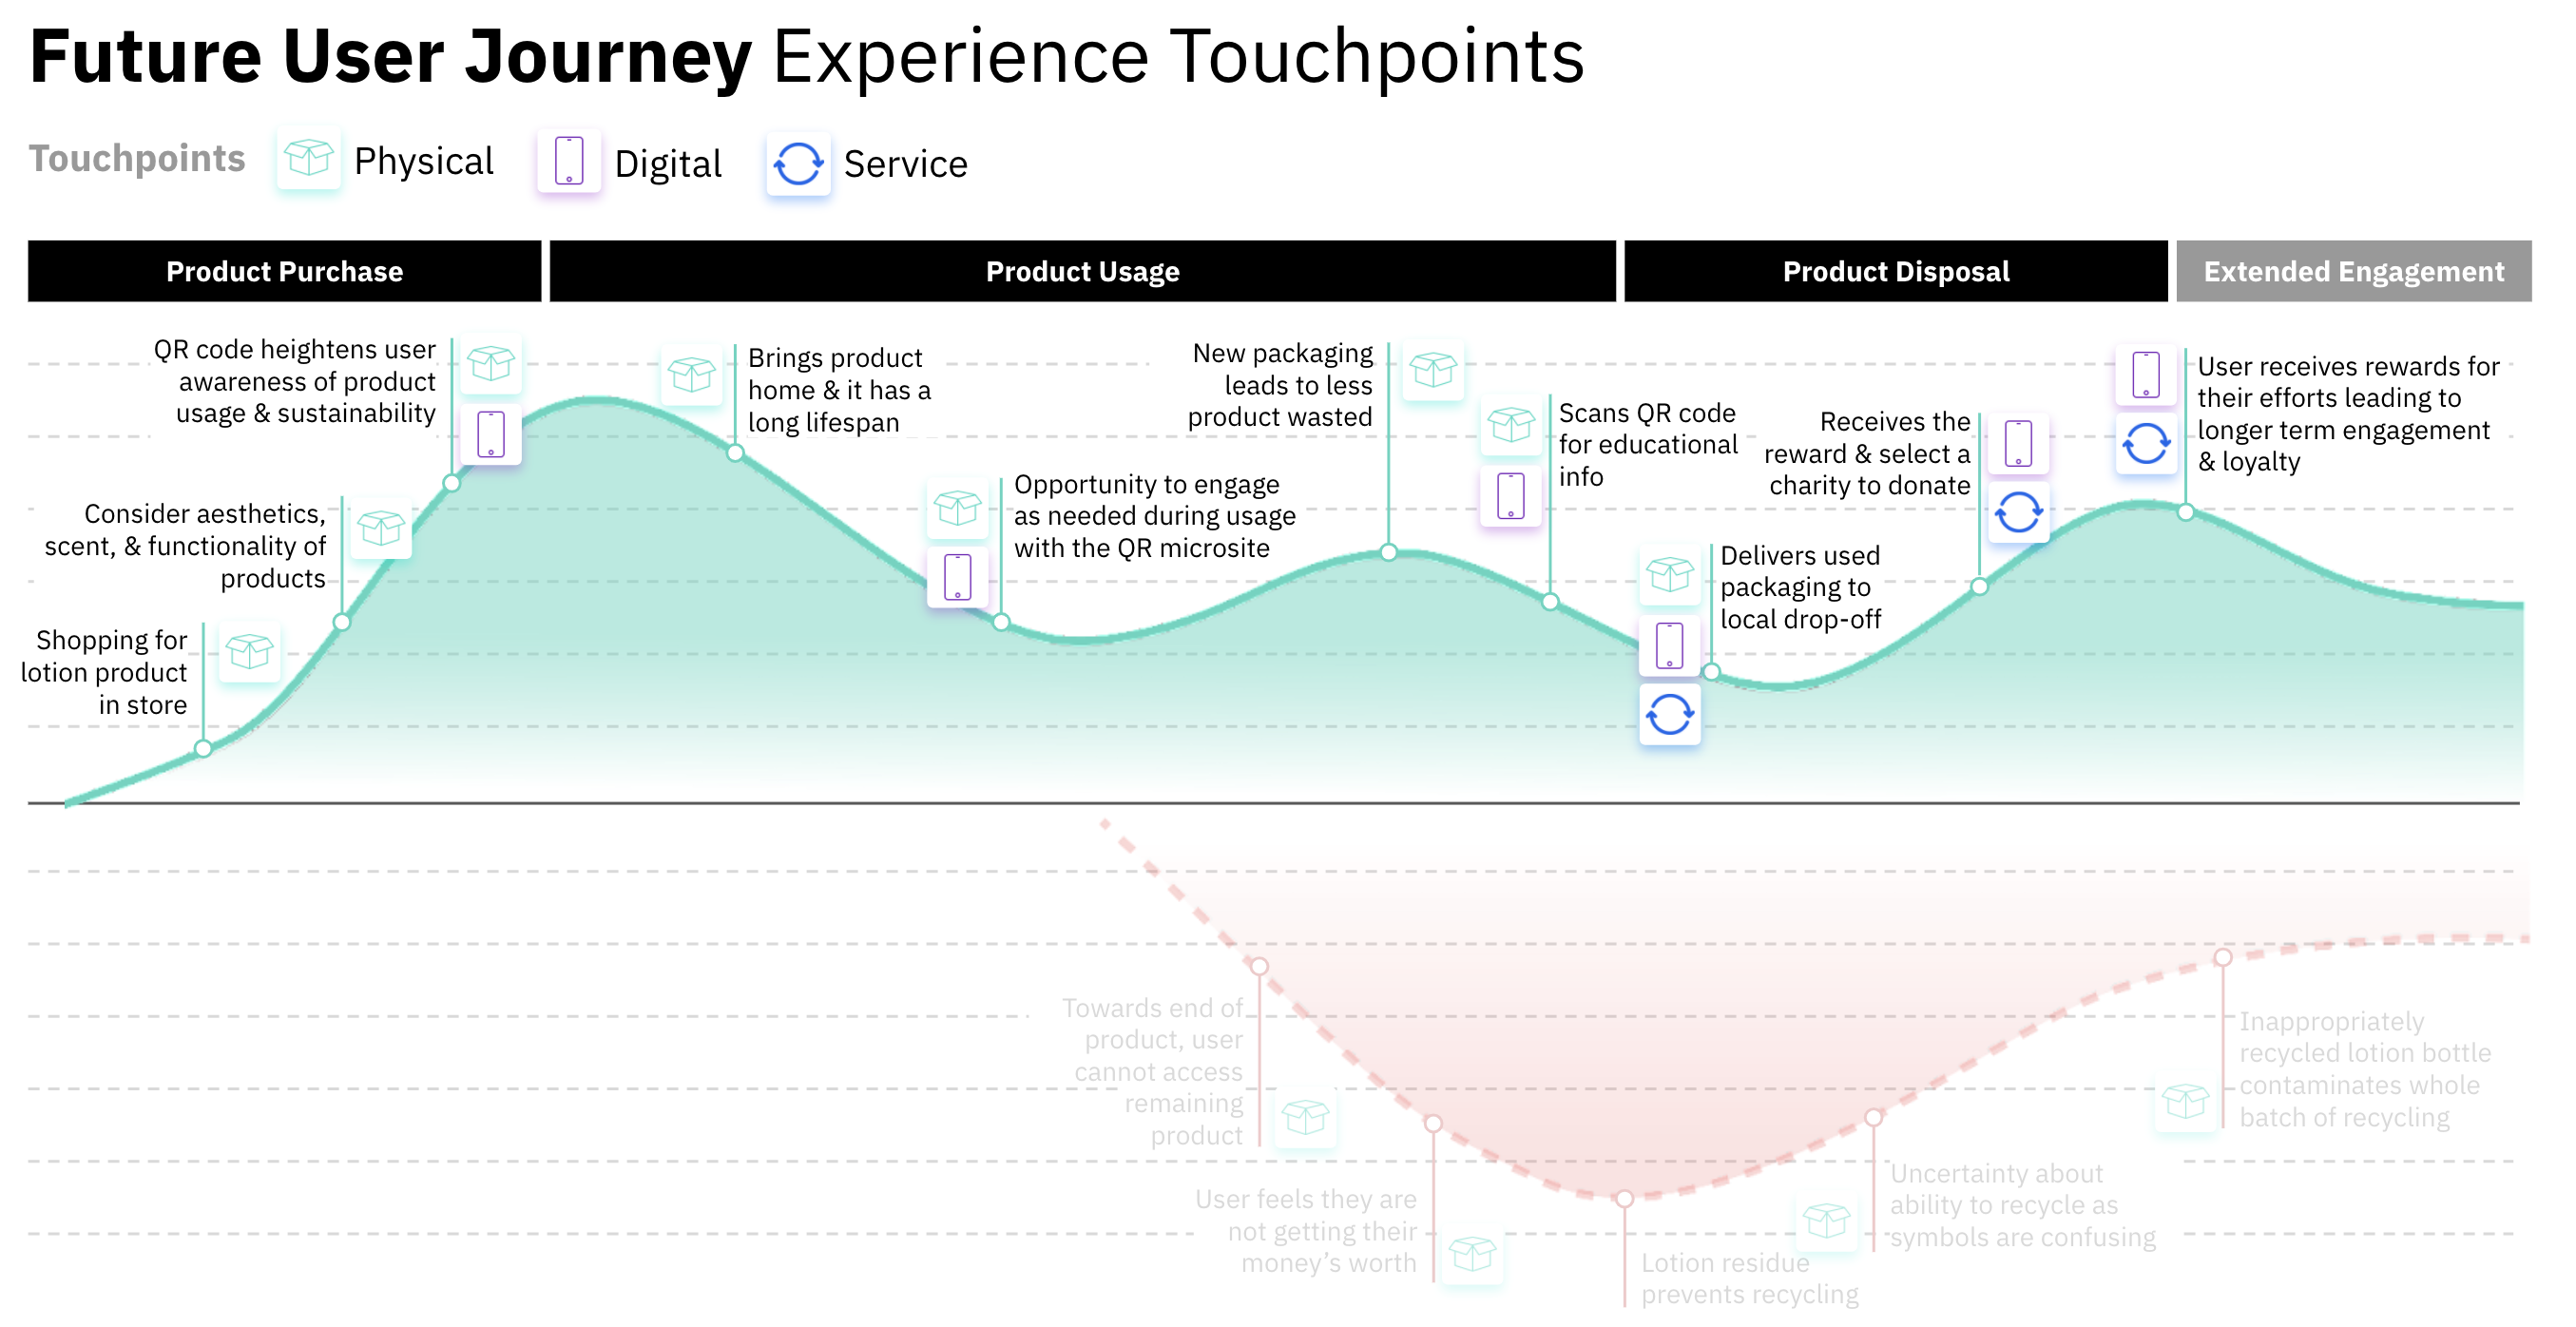 Future User Journey Experience Touchpoints
Touchpoints
Physical
Digital
Service
Product Purchase
Product Usage
Product Disposal
Extended Engagement
Shopping for
lotion product
in store
Consider aesthetics,
scent, & functionality of
products
QR code heightens user
awareness of product
usage & sustainability
Brings product
home & it has a
long lifespan
Opportunity to engage
as needed during usage
with the QR microsite
New packaging
leads to less
product wasted
Scans QR code
for educational
info
Delivers used
packaging to
local drop-off
Receives the
reward & select a
charity to donate
User receives rewards for
their efforts leading to
longer term engagement
& loyalty
Towards end of
product, user
cannot access
remaining
product
User feels they are
not getting their
money’s worth
Lotion residue
prevents recycling
Uncertainty about
ability to recycle as
symbols are confusing
Inappropriately
recycled lotion bottle
contaminates whole
batch of recycling